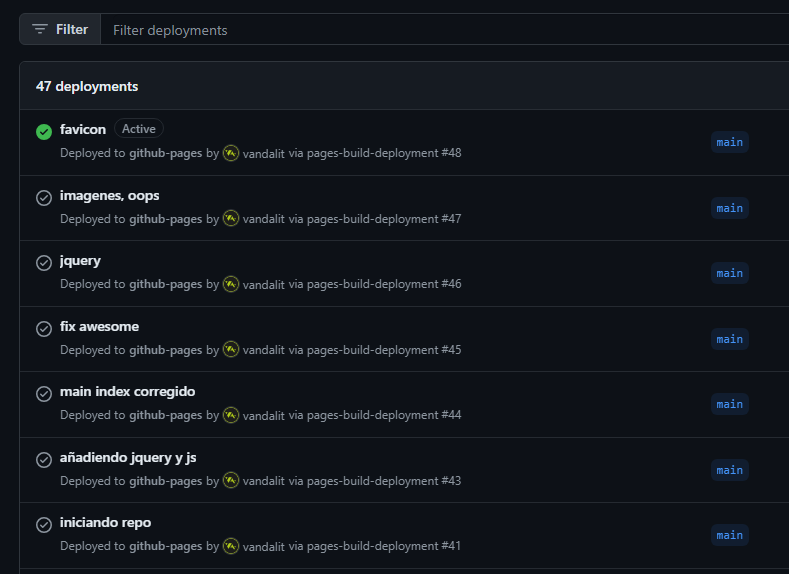 Filter Filter deployments
47 deployments
favicon Active
Deployed to github-pages by vandalit via pages-build-deployment #48 main
imagenes, oops
Deployed to github-pages by vandalit via pages-build-deployment #47 main
jquery
Deployed to github-pages by vandalit via pages-build-deployment #46 main
fix awesome
Deployed to github-pages by vandalit via pages-build-deployment #45 main
main index corregido
Deployed to github-pages by vandalit via pages-build-deployment #44 main
añadiendo jquery y js
Deployed to github-pages by vandalit via pages-build-deployment #43 main
iniciando repo
Deployed to github-pages by vandalit via pages-build-deployment #41 main